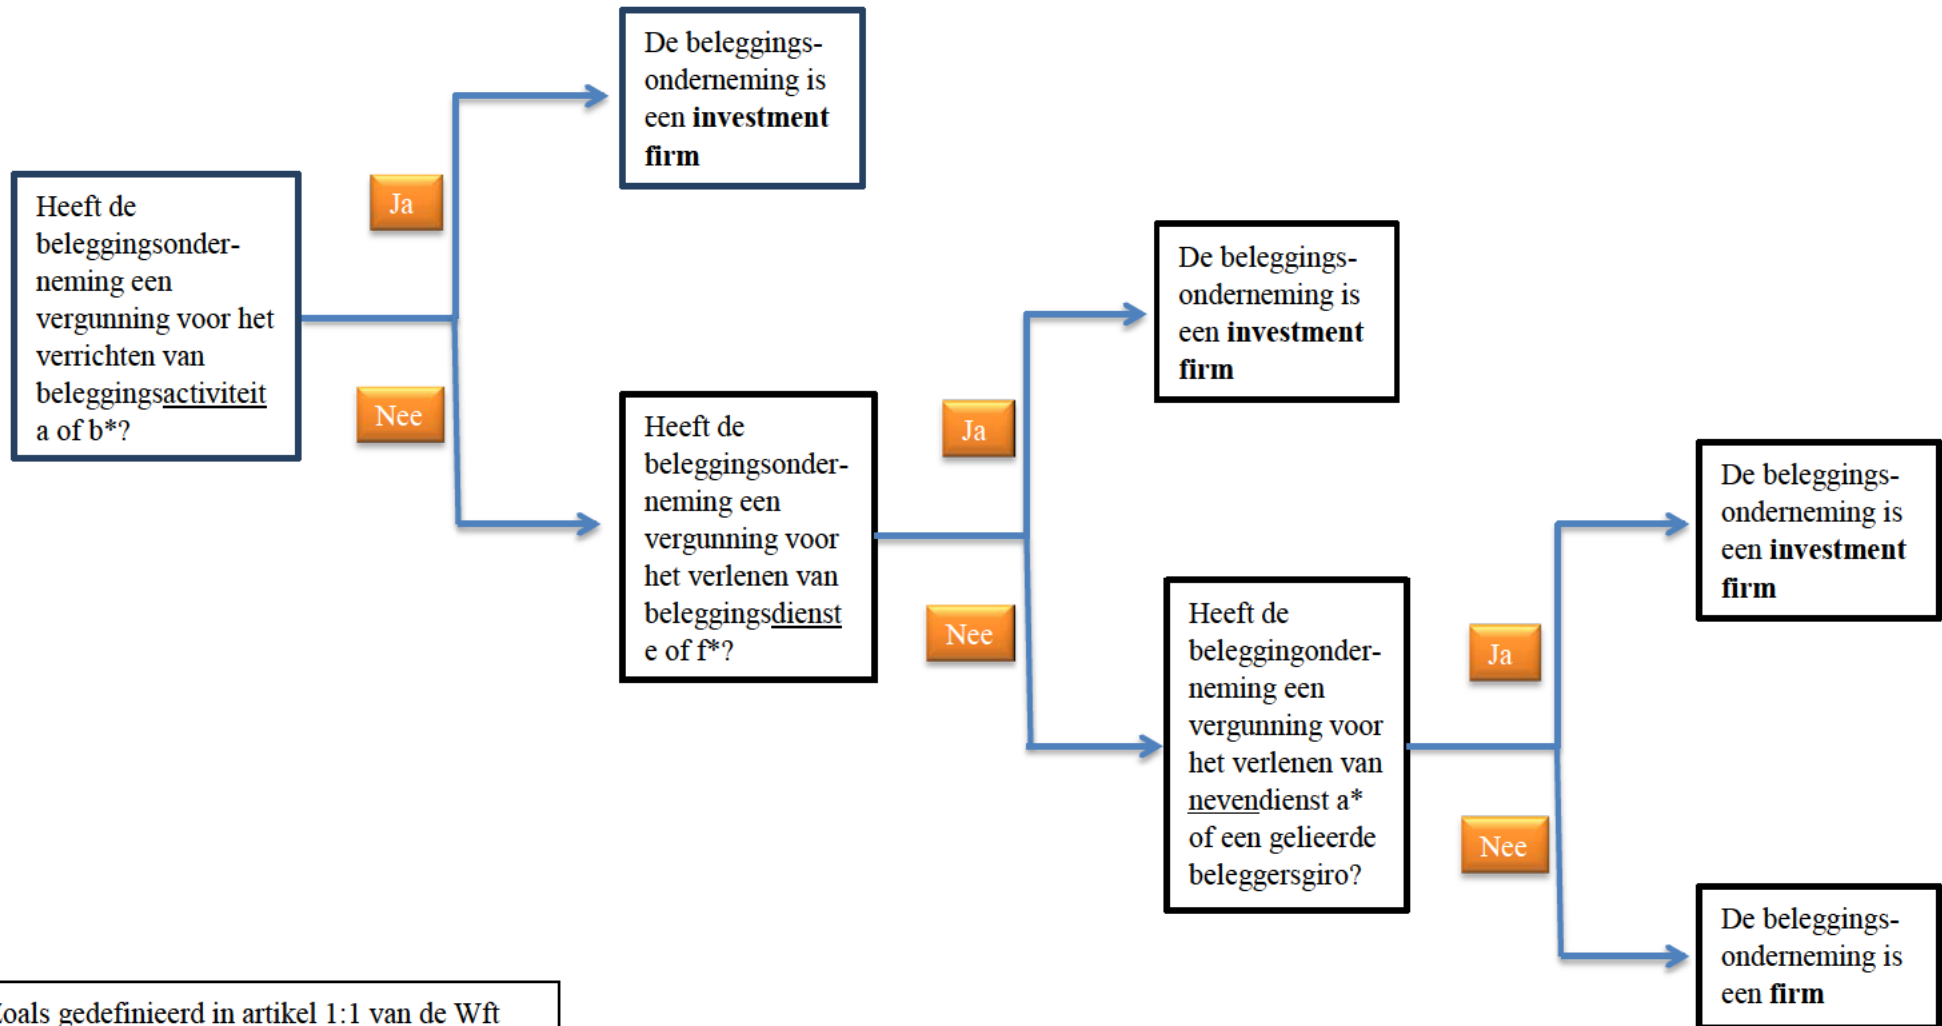 De beleggings-
onderneming is
een investment
firm
Heeft de
beleggingsonder-
neming een
vergunning voor het
verrichten van
beleggingsactiviteit
a of b*?
Ja
Nee
De beleggings-
onderneming is
een investment
firm
Heeft de
beleggingsonder-
neming een
vergunning voor
het verlenen van
beleggingsdienst
e of f*?
Ja
Nee
De beleggings-
onderneming is
een investment
firm
Heeft de
beleggingonder-
neming een
vergunning voor
het verlenen van
nevendienst a*
of een gelieerde
beleggersgiro?
Ja
Nee
De beleggings-
onderneming is
een firm
Zoals gedefinieerd in artikel 1:1 van de Wft